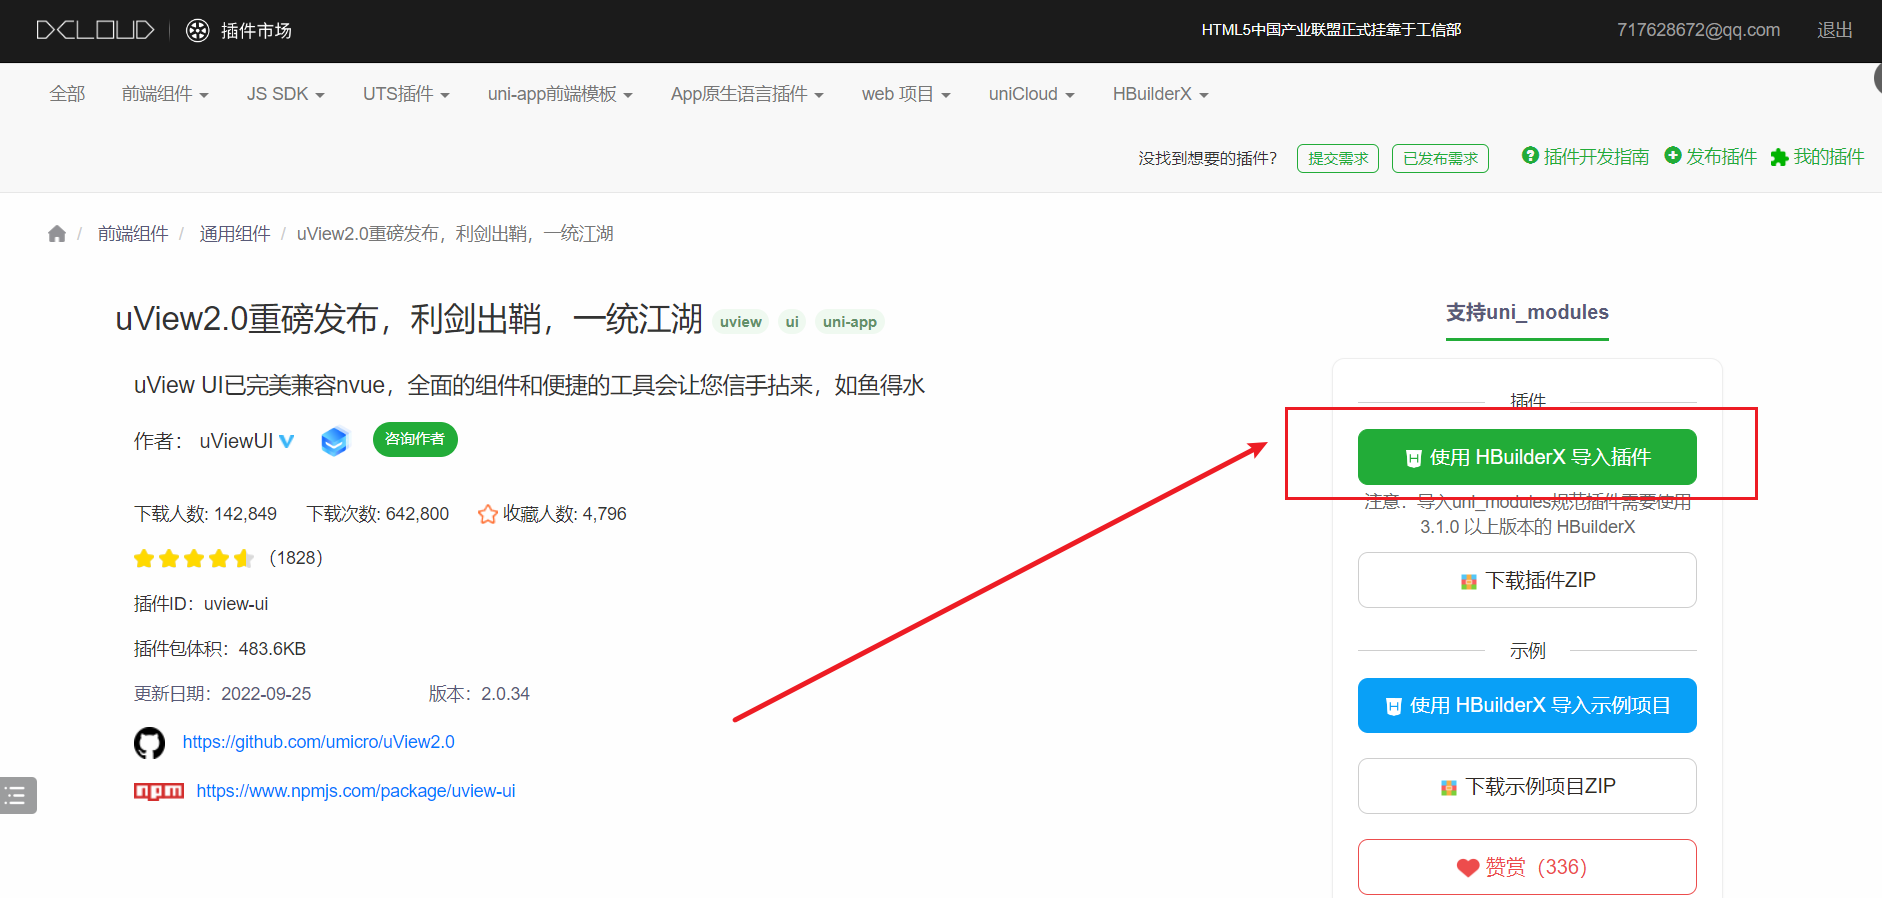 DCLOUD 插件市场 HTML5中国产业联盟正式挂靠于工信部 717628672@qq.com 退出
全部 前端组件 JS SDK UTS插件 uni-app前端模板 App原生语言插件 web 项目 uniCloud HBuilderX
没找到想要的插件? 提交需求 已发布需求 插件开发指南 发布插件 我的插件
/ 前端组件 / 通用组件 / uView2.0重磅发布，利剑出鞘，一统江湖
uView2.0重磅发布，利剑出鞘，一统江湖 uview ui uni-app
uView UI已完美兼容nvue，全面的组件和便捷的工具会让您信手拈来，如鱼得水
作者： uViewUI 咨询作者
下载人数: 142,849 下载次数: 642,800 收藏人数: 4,796
（1828）
插件ID：uview-ui
插件包体积：483.6KB
更新日期：2022-09-25 版本：2.0.34
https://github.com/umicro/uView2.0
npm https://www.npmjs.com/package/uview-ui
支持uni_modules
插件
使用 HBuilderX 导入插件
注意：导入uni_modules规范插件需要使用
3.1.0 以上版本的 HBuilderX
下载插件ZIP
示例
使用 HBuilderX 导入示例项目
下载示例项目ZIP
赞赏（336）